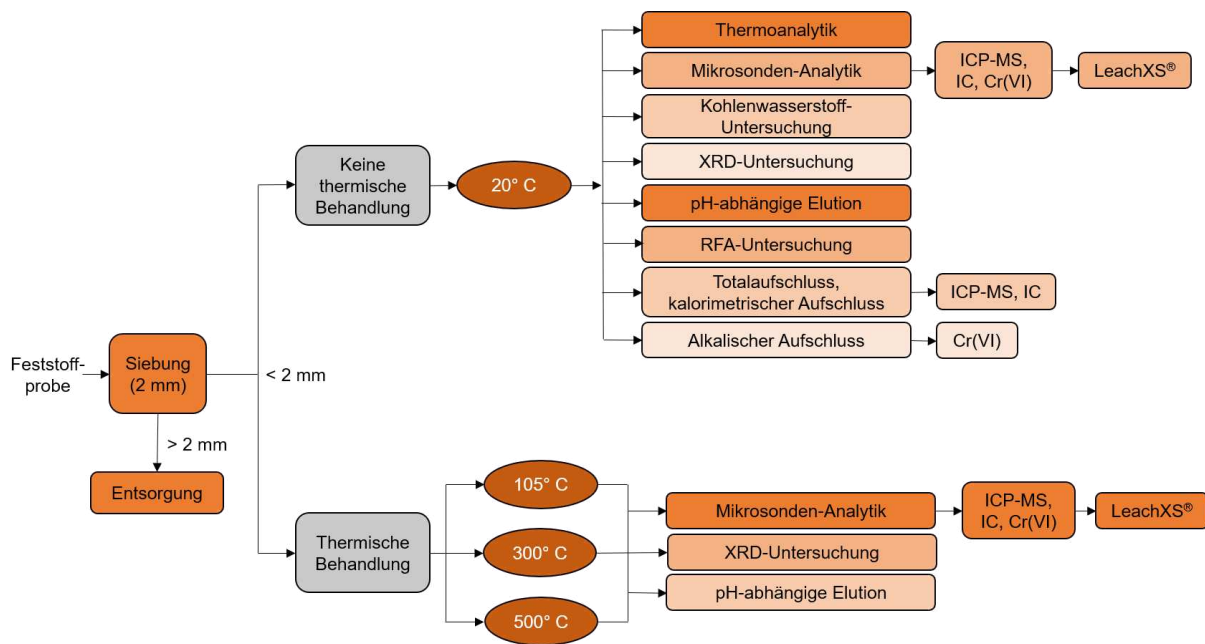 Feststoff-
probe
Siebung
(2 mm)
> 2 mm
Entsorgung
< 2 mm
Keine
thermische
Behandlung
20° C
Thermoanalytik
Mikrosonden-Analytik
ICP-MS,
IC, Cr(VI)
LeachXS®
Kohlenwasserstoff-
Untersuchung
XRD-Untersuchung
pH-abhängige Elution
RFA-Untersuchung
Totalaufschluss,
kalorimetrischer Aufschluss
ICP-MS, IC
Alkalischer Aufschluss
Cr(VI)
Thermische
Behandlung
105° C
300° C
500° C
Mikrosonden-Analytik
ICP-MS,
IC, Cr(VI)
LeachXS®
XRD-Untersuchung
pH-abhängige Elution